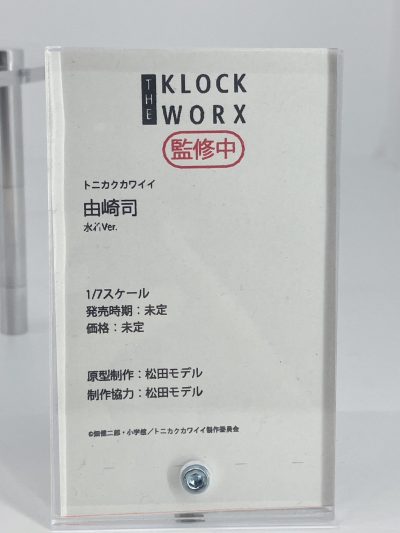 THE
KLOCK
WORX
監修中
トニカクカワイイ
由崎司
水着Ver.
1/7スケール
発売時期：未定
価格：未定
原型制作：松田モデル
制作協力：松田モデル
©畑健二郎・小学館／トニカクカワイイ製作委員会